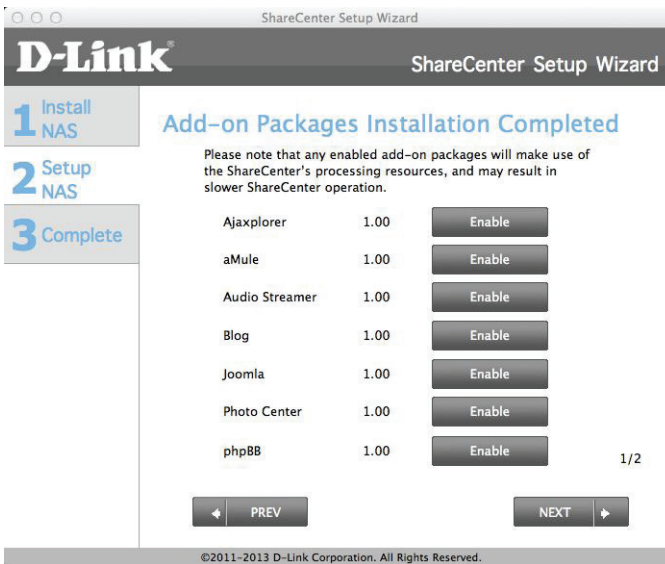 ShareCenter Setup Wizard
D-Link®
ShareCenter Setup Wizard
1 Install
NAS
2 Setup
NAS
3 Complete
Add-on Packages Installation Completed
Please note that any enabled add-on packages will make use of
the ShareCenter's processing resources, and may result in
slower ShareCenter operation.
Ajaxplorer 1.00 Enable
aMule 1.00 Enable
Audio Streamer 1.00 Enable
Blog 1.00 Enable
Joomla 1.00 Enable
Photo Center 1.00 Enable
phpBB 1.00 Enable
1/2
PREV NEXT
©2011-2013 D-Link Corporation. All Rights Reserved.